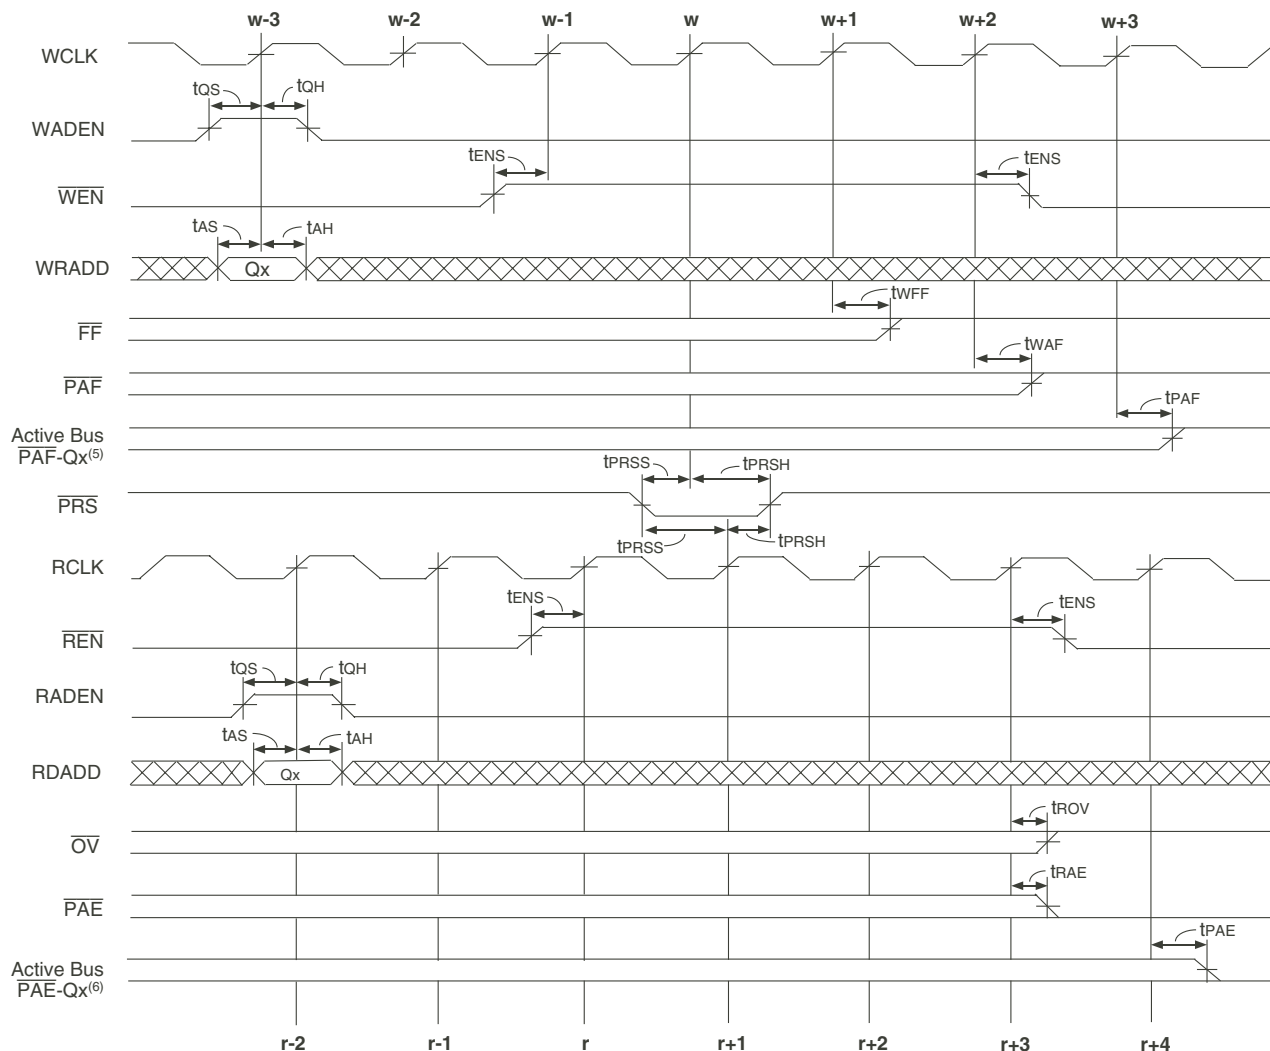 w-3 w-2 w-1 w w+1 w+2 w+3
WCLK
tQS tQH
WADEN
tENS tENS
WEN
tAS tAH
WRADD Qx
tWFF
FF
tWAF
PAF
tPAF
Active Bus
PAF-Qx(5)
tPRSS tPRSH
PRS
tPRSS tPRSH
RCLK
tENS tENS
REN
tQS tQH
RADEN
tAS tAH
RDADD Qx
tROV
OV
tRAE
PAE
tPAE
Active Bus
PAE-Qx(6)
r-2 r-1 r r+1 r+2 r+3 r+4